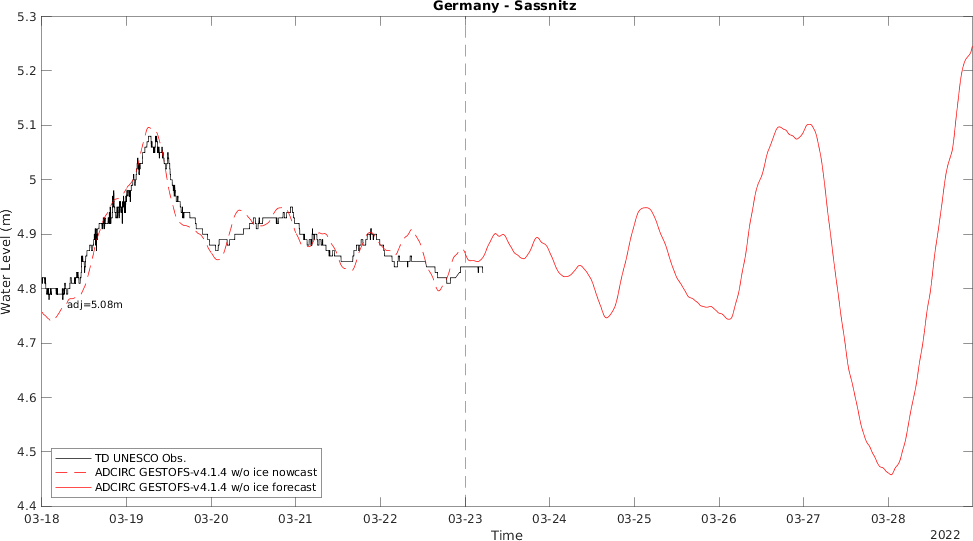 Germany - Sassnitz
5.3
5.2
5.1
5
4.9
4.8
4.7
4.6
4.5
4.4
Water Level (m)
adj=5.08m
TD UNESCO Obs.
ADCIRC GESTOFS-v4.1.4 w/o ice nowcast
ADCIRC GESTOFS-v4.1.4 w/o ice forecast
03-18 03-19 03-20 03-21 03-22 03-23 03-24 03-25 03-26 03-27 03-28
Time
2022